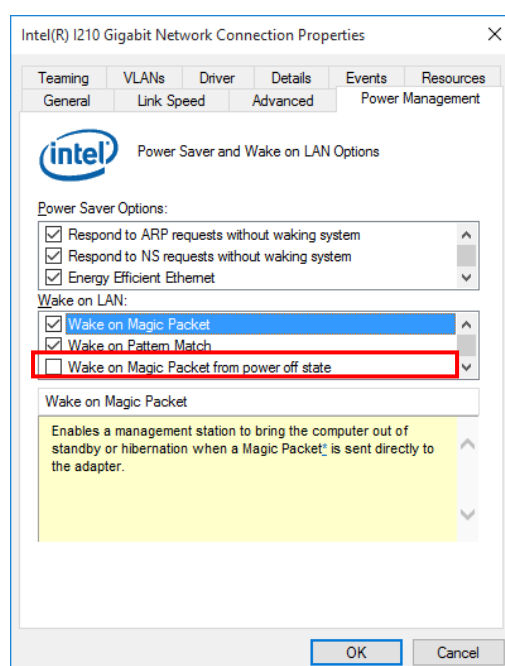 Intel(R) I210 Gigabit Network Connection Properties
Teaming VLANs Driver Details Events Resources
General Link Speed Advanced Power Management
intel
Power Saver and Wake on LAN Options
Power Saver Options:
Respond to ARP requests without waking system
Respond to NS requests without waking system
Energy Efficient Ethernet
Wake on LAN:
Wake on Magic Packet
Wake on Pattern Match
Wake on Magic Packet from power off state
Wake on Magic Packet
Enables a management station to bring the computer out of
standby or hibernation when a Magic Packet* is sent directly to
the adapter.
OK Cancel